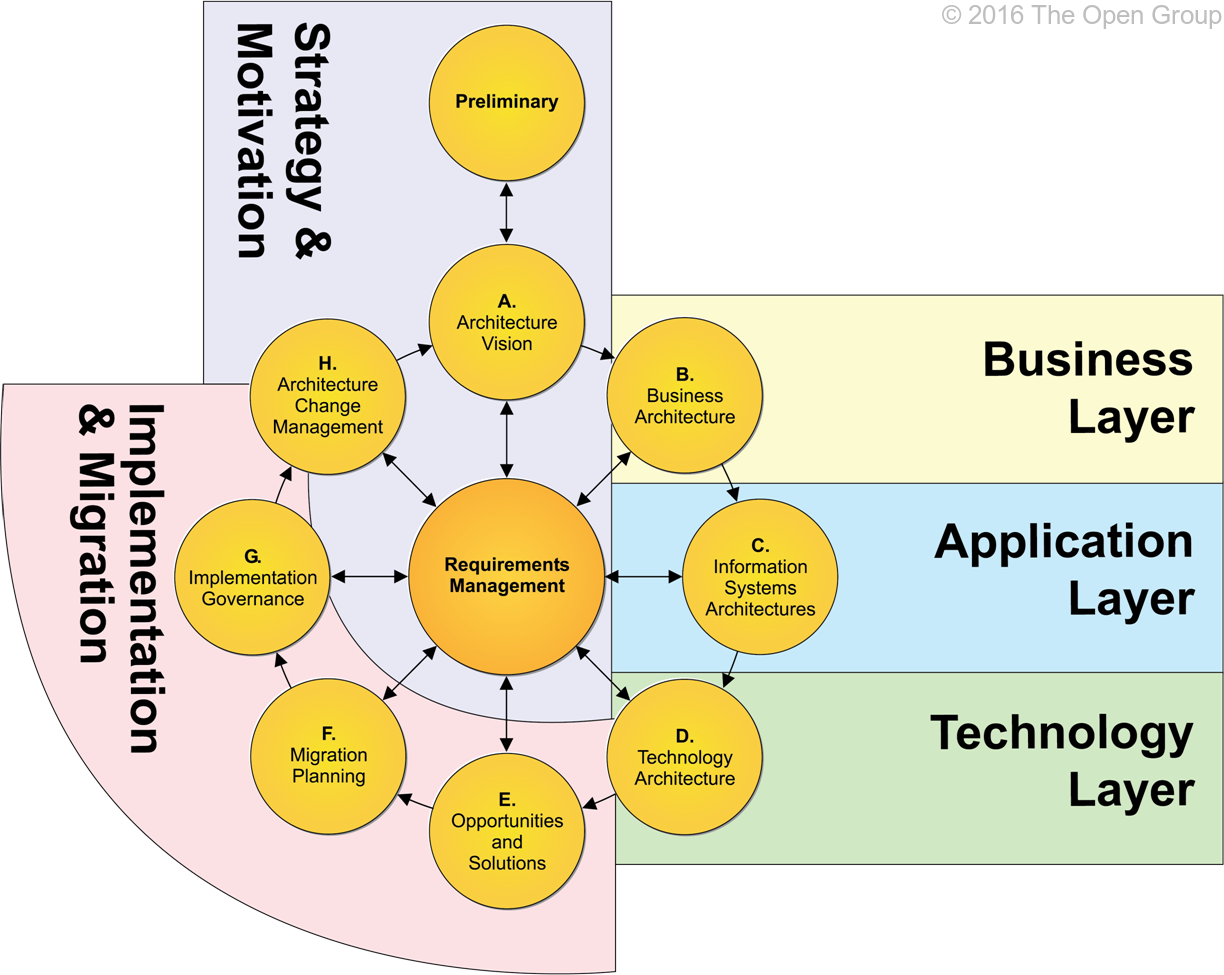 © 2016 The Open Group
Strategy &
Motivation
Preliminary
A.
Architecture
Vision
H.
Architecture
Change
Management
B.
Business
Architecture
Business
Layer
Implementation
& Migration
G.
Implementation
Governance
Requirements
Management
C.
Information
Systems
Architectures
Application
Layer
F.
Migration
Planning
E.
Opportunities
and
Solutions
D.
Technology
Architecture
Technology
Layer